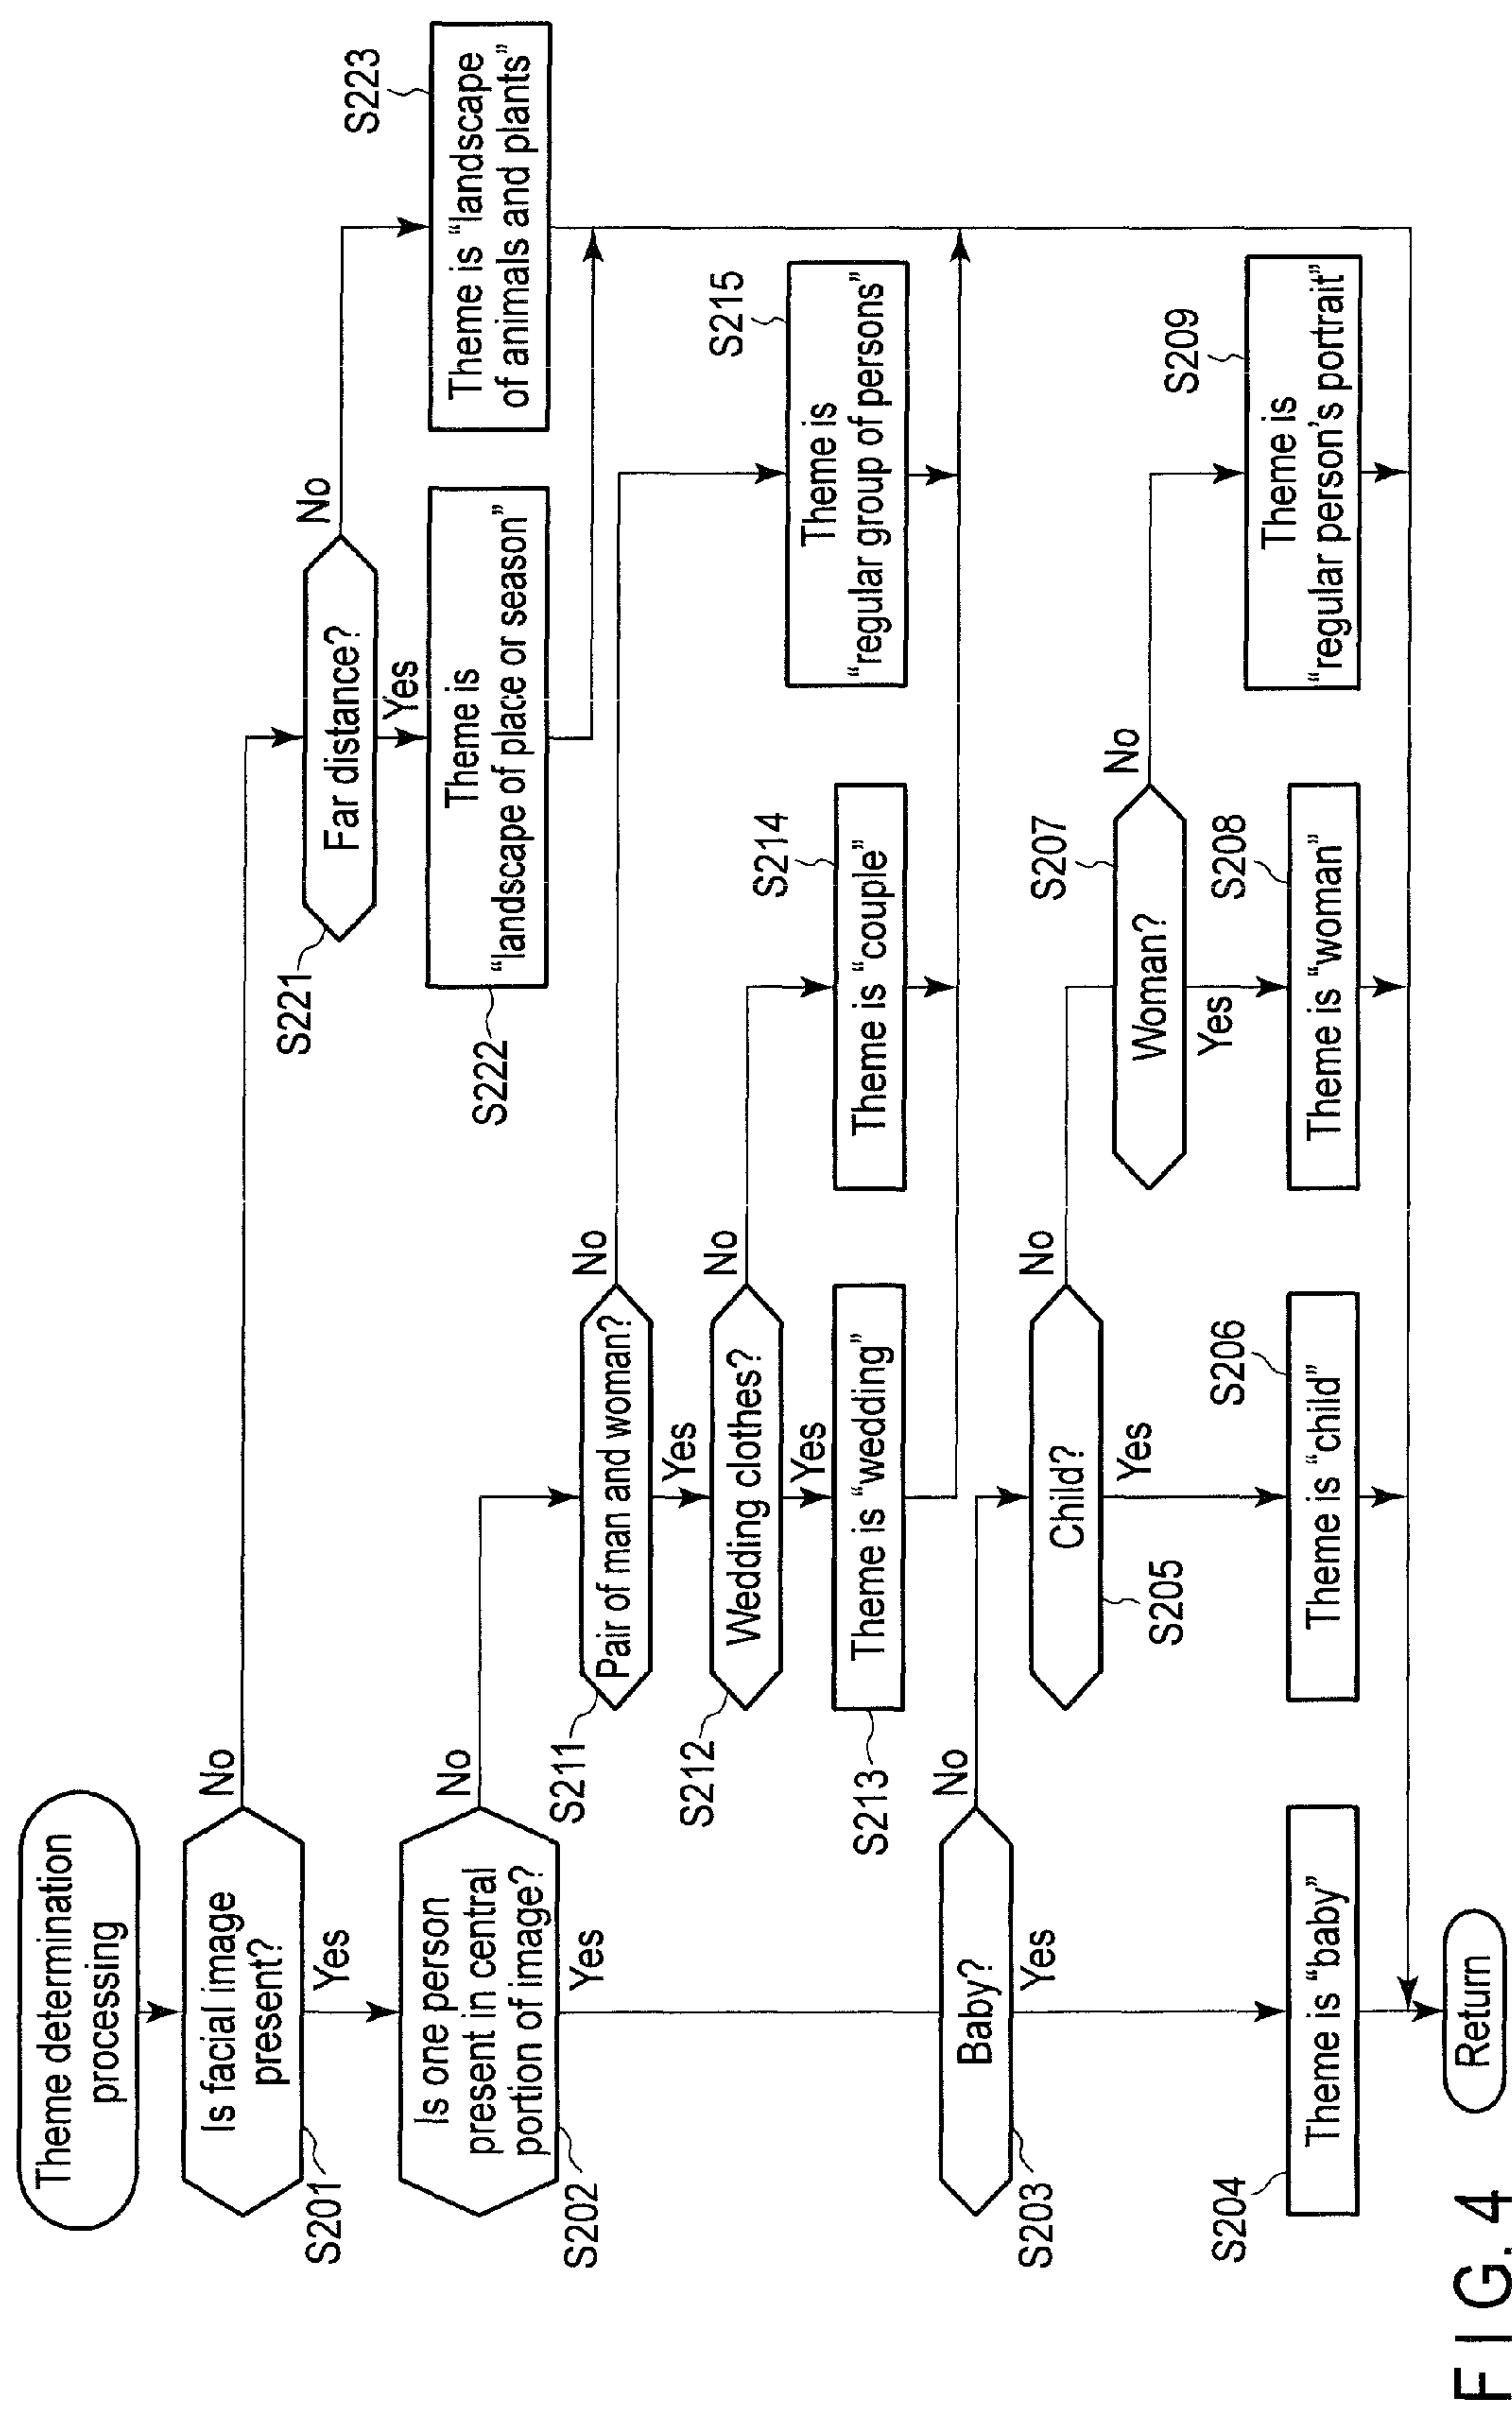 Theme determination
processing
Is facial image
present?
S201
No
Yes
Is one person
present in central
portion of image?
S202
No
Yes
Far distance?
S221
No
Yes
Theme is
“landscape of place or season”
S222
Theme is “landscape
of animals and plants”
S223
Pair of man and woman?
S211
No
Yes
Wedding clothes?
S212
No
Yes
Theme is “wedding”
S213
Theme is “couple”
S214
Theme is
“regular group of persons”
S215
Baby?
S203
No
Yes
Theme is “baby”
S204
Child?
S205
No
Yes
Theme is “child”
S206
Woman?
S207
No
Yes
Theme is “woman”
S208
Theme is
“regular person’s portrait”
S209
Return
FIG. 4